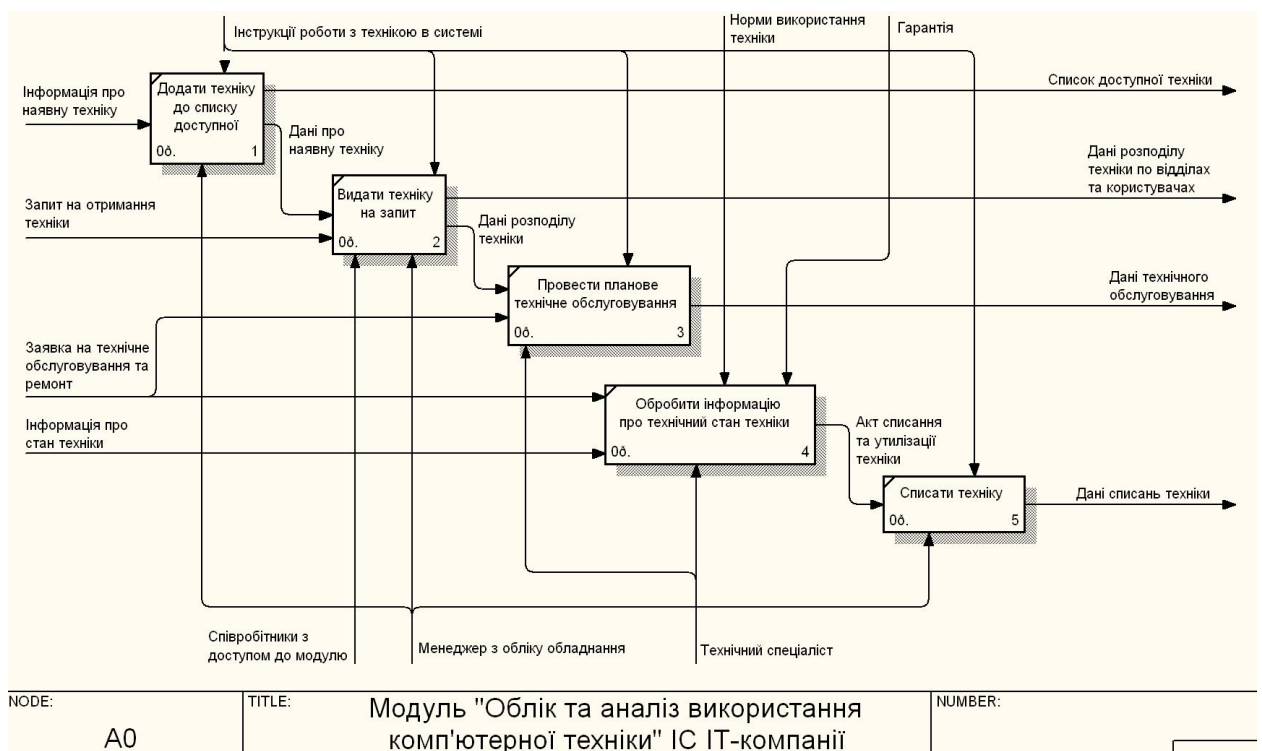 Інструкції роботи з технікою в системі
Норми використання
техніки
Гарантія
Інформація про
наявну техніку
Додати техніку
до списку
доступної
0ð. 1
Список доступної техніки
Дані про
наявну техніку
Дані розподілу
техніки по відділах
та користувачах
Запит на отримання
техніки
Видати техніку
на запит
0ð. 2
Дані розподілу
техніки
Провести планове
технічне обслуговування
0ð. 3
Дані технічного
обслуговування
Заявка на технічне
обслуговування та
ремонт
Обробити інформацію
про технічний стан техніки
0ð. 4
Інформація про
стан техніки
Акт списання
та утилізації
техніки
Списати техніку
0ð. 5
Дані списань техніки
Співробітники з
доступом до модулю
Менеджер з обліку обладнання
Технічний спеціаліст
NODE:
A0
TITLE:
Модуль "Облік та аналіз використання
комп'ютерної техніки" ІС ІТ-компанії
NUMBER: